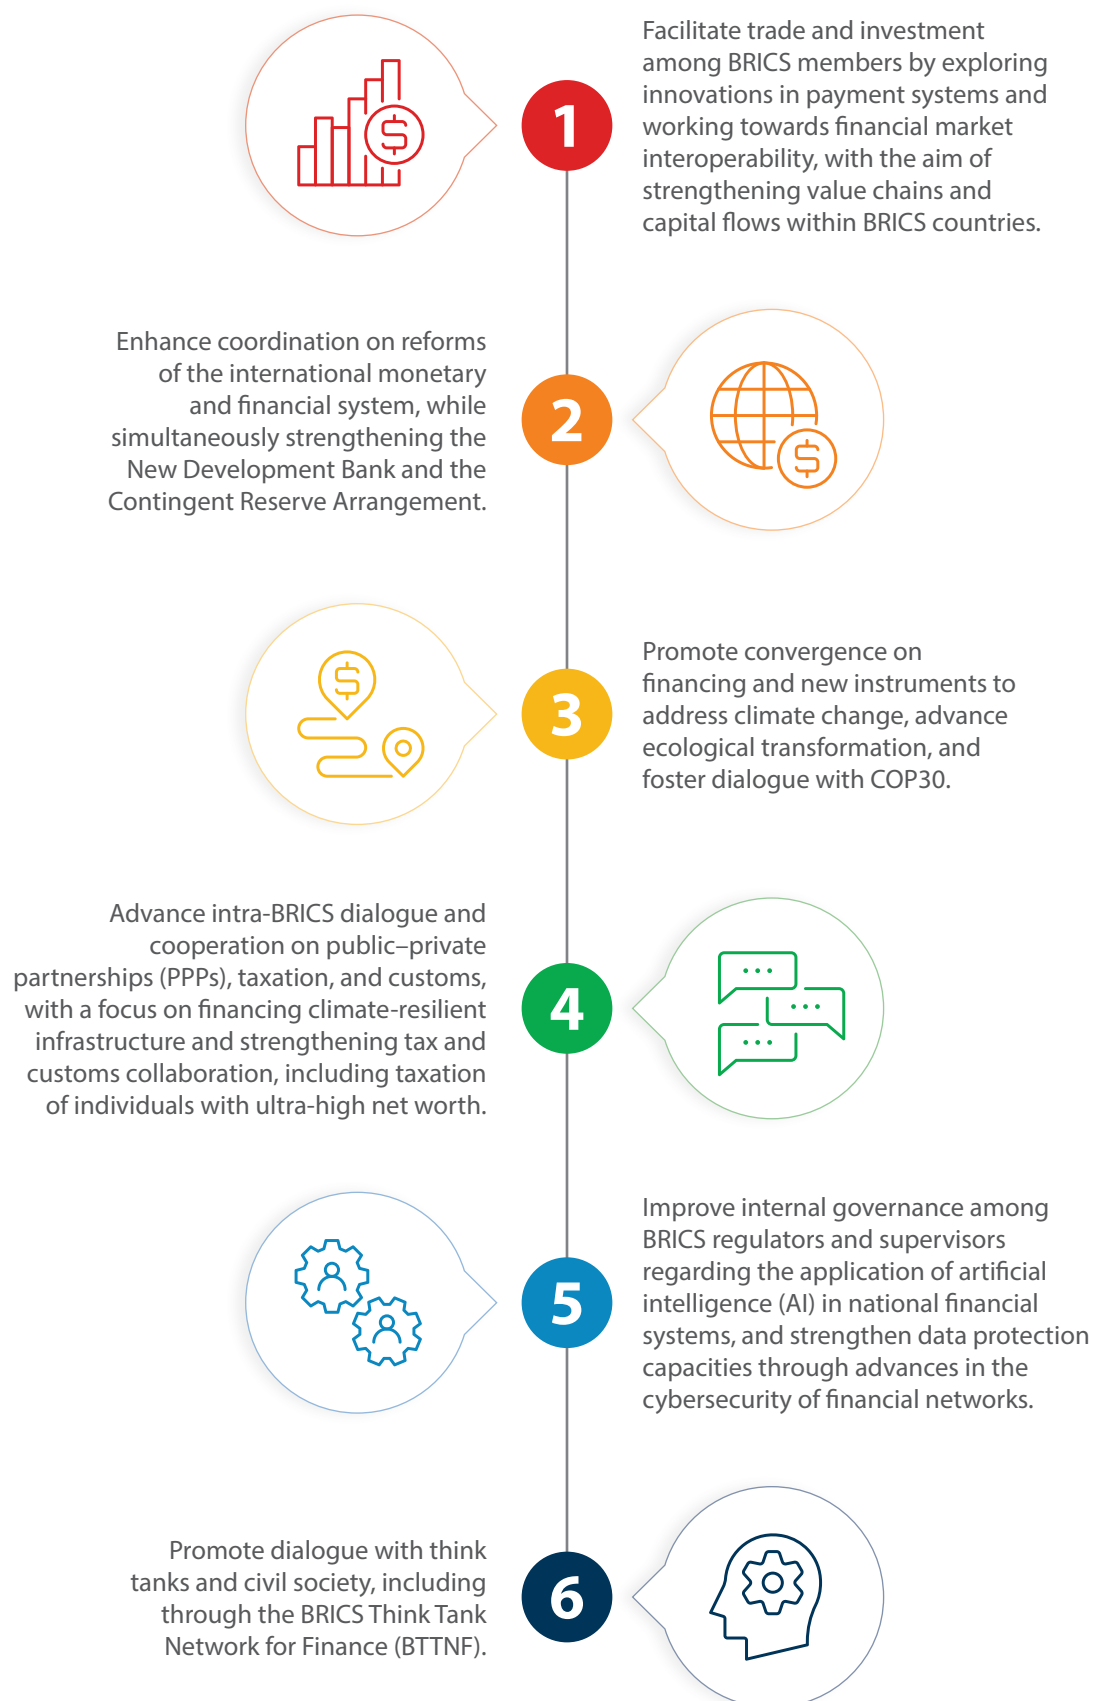 1
Facilitate trade and investment
among BRICS members by exploring
innovations in payment systems and
working towards financial market
interoperability, with the aim of
strengthening value chains and
capital flows within BRICS countries.
2
Enhance coordination on reforms
of the international monetary
and financial system, while
simultaneously strengthening the
New Development Bank and the
Contingent Reserve Arrangement.
3
Promote convergence on
financing and new instruments to
address climate change, advance
ecological transformation, and
foster dialogue with COP30.
4
Advance intra-BRICS dialogue and
cooperation on public–private
partnerships (PPPs), taxation, and customs,
with a focus on financing climate-resilient
infrastructure and strengthening tax and
customs collaboration, including taxation
of individuals with ultra-high net worth.
5
Improve internal governance among
BRICS regulators and supervisors
regarding the application of artificial
intelligence (AI) in national financial
systems, and strengthen data protection
capacities through advances in the
cybersecurity of financial networks.
6
Promote dialogue with think
tanks and civil society, including
through the BRICS Think Tank
Network for Finance (BTTNF).